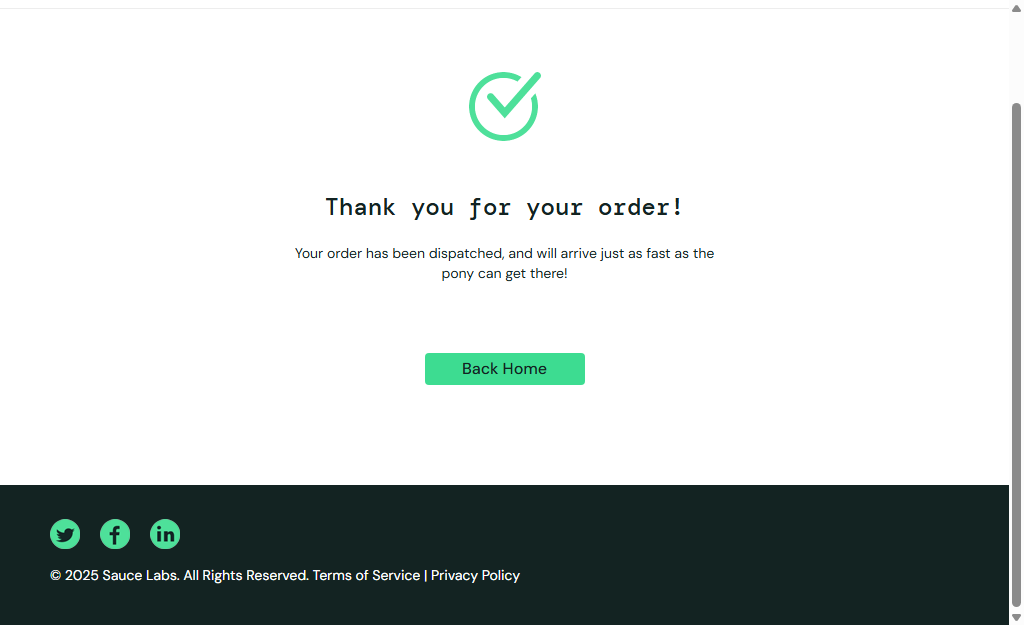 Thank you for your order!
Your order has been dispatched, and will arrive just as fast as the
pony can get there!
Back Home
© 2025 Sauce Labs. All Rights Reserved. Terms of Service | Privacy Policy